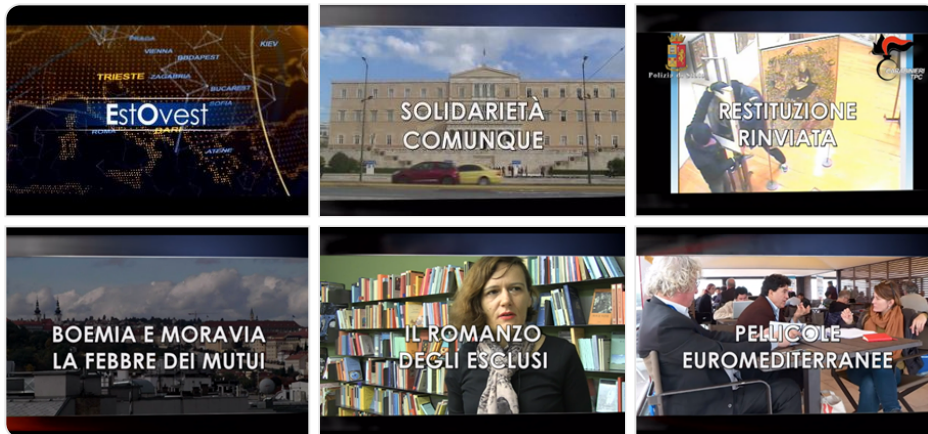 PRAGA
VIENNA
BUDAPEST
KIEV
TRIESTE
ZAGABRIA
BUCAREST
SOFIA
EstOvest
ROMA
BARI
ATENE
SOLIDARIETÀ
COMUNQUE
Polizia di Stato
CARABINIERI
TPC
RESTITUZIONE
RINVIATA
BOEMIA E MORAVIA
LA FEBBRE DEI MUTUI
IL ROMANZO
DEGLI ESCLUSI
PELLICOLE
EUROMEDITERRANEE